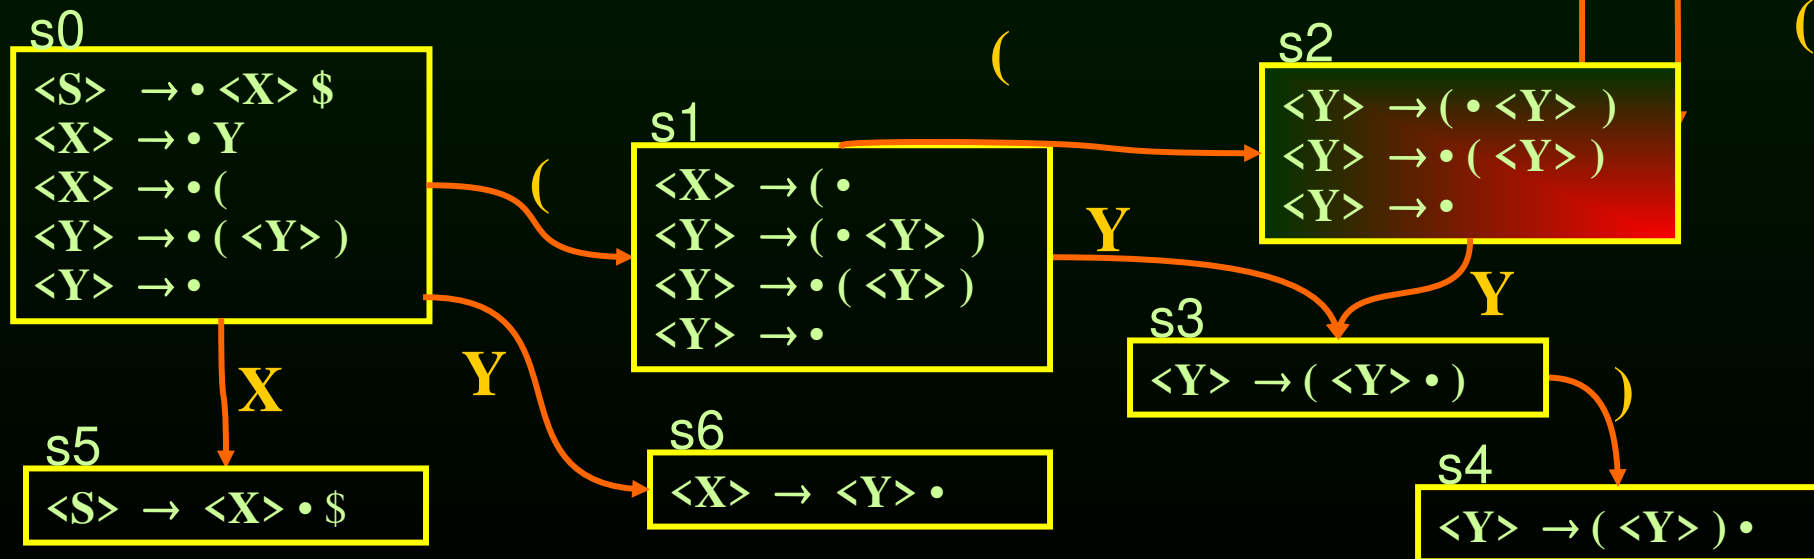 s0
<S> → • <X> $
<X> → • Y
<X> → • (
<Y> → • ( <Y> )
<Y> → •
(
X
Y
s5
<S> → <X> • $
s1
<X> → ( •
<Y> → ( • <Y> )
<Y> → • ( <Y> )
<Y> → •
s6
<X> → <Y> •
(
Y
s2
<Y> → ( • <Y> )
<Y> → • ( <Y> )
<Y> → •
(
Y
s3
<Y> → ( <Y> • )
)
s4
<Y> → ( <Y> ) •